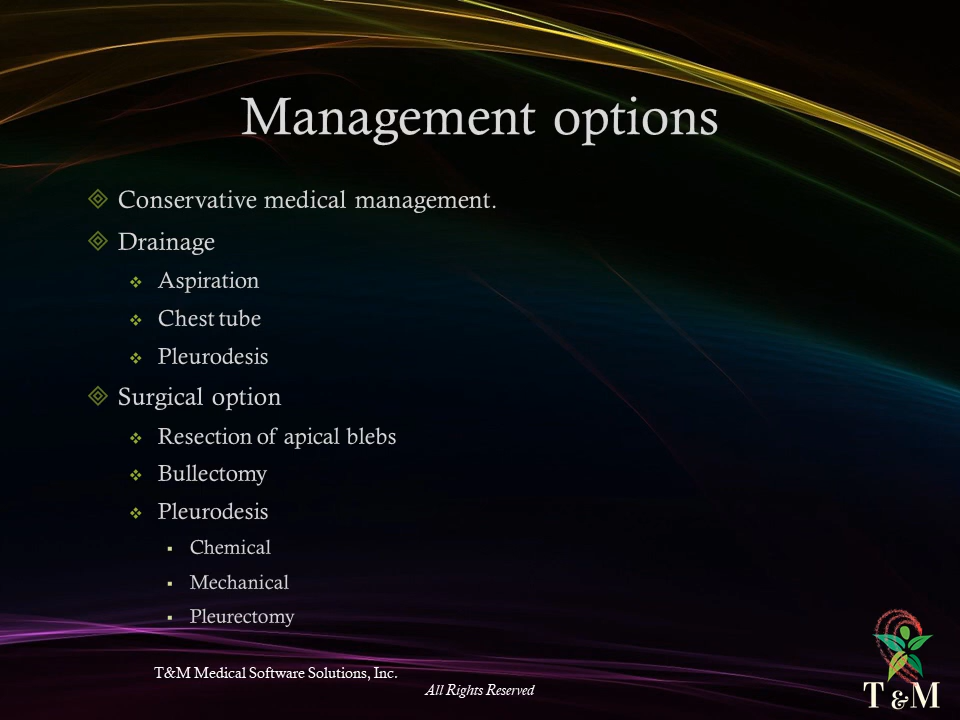 Management options
Conservative medical management.
Drainage
Aspiration
Chest tube
Pleurodesis
Surgical option
Resection of apical blebs
Bullectomy
Pleurodesis
Chemical
Mechanical
Pleurectomy
T&M Medical Software Solutions, Inc.
All Rights Reserved
T & M